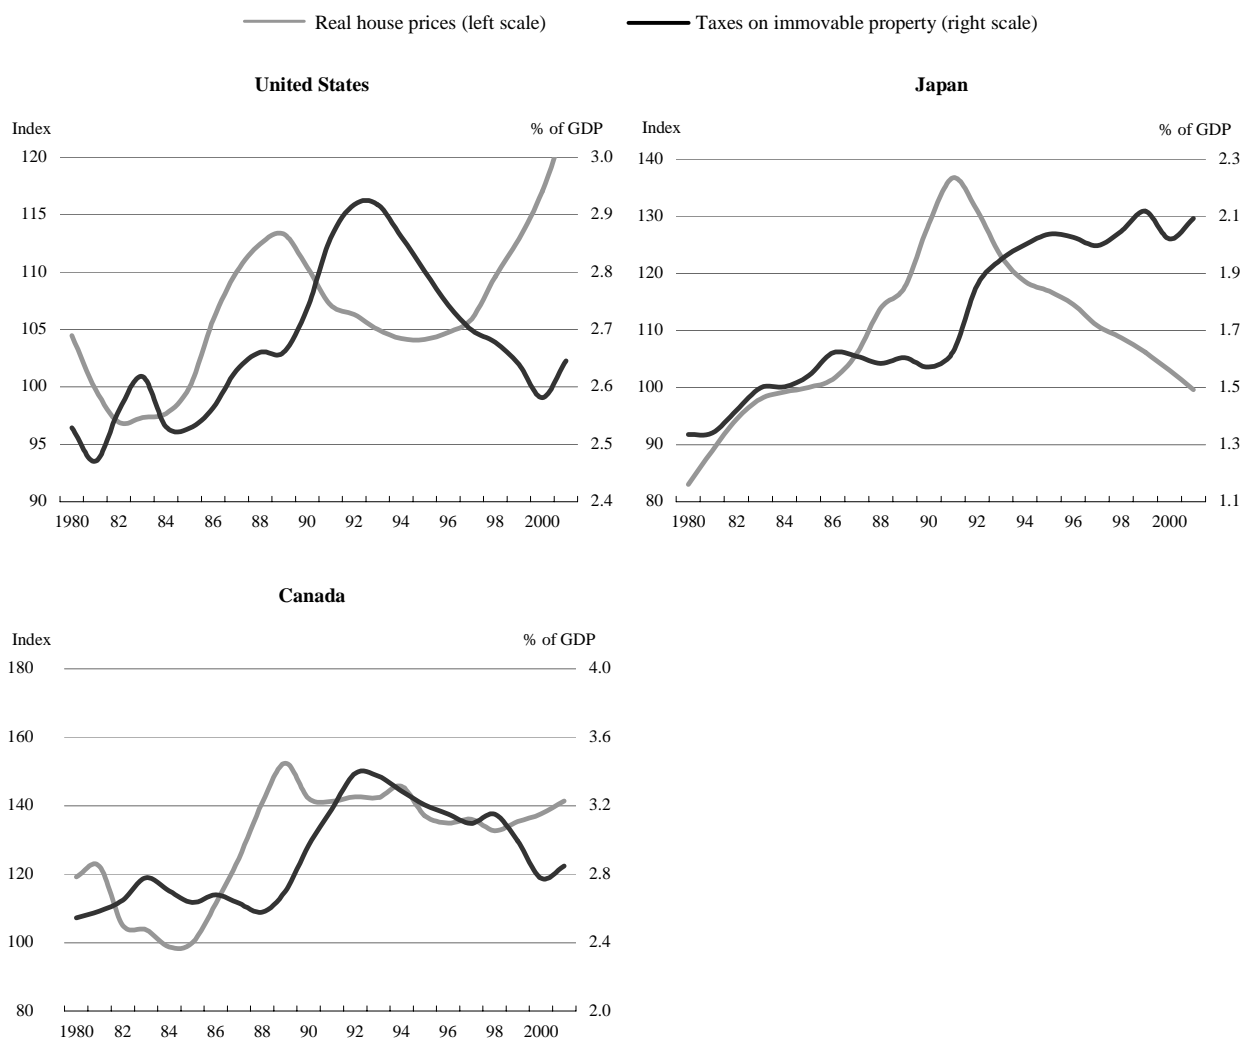 Real house prices (left scale) Taxes on immovable property (right scale)
United States
Index % of GDP
120 3.0
115 2.9
110 2.8
105 2.7
100 2.6
95 2.5
90 2.4
1980 82 84 86 88 90 92 94 96 98 2000
Japan
Index % of GDP
140 2.3
130 2.1
120 1.9
110 1.7
100 1.5
90 1.3
80 1.1
1980 82 84 86 88 90 92 94 96 98 2000
Canada
Index % of GDP
180 4.0
160 3.6
140 3.2
120 2.8
100 2.4
80 2.0
1980 82 84 86 88 90 92 94 96 98 2000